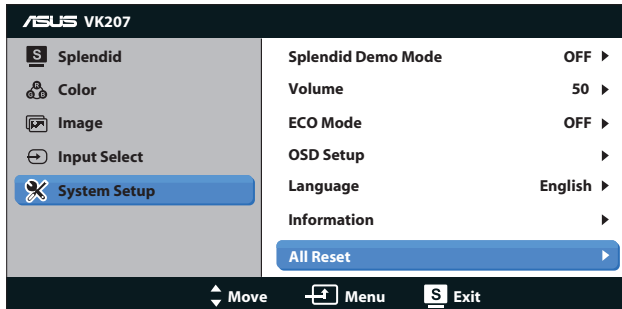 ASUS VK207
S Splendid
Color
Image
Input Select
System Setup
Splendid Demo Mode OFF
Volume 50
ECO Mode OFF
OSD Setup
Language English
Information
All Reset
Move Menu S Exit